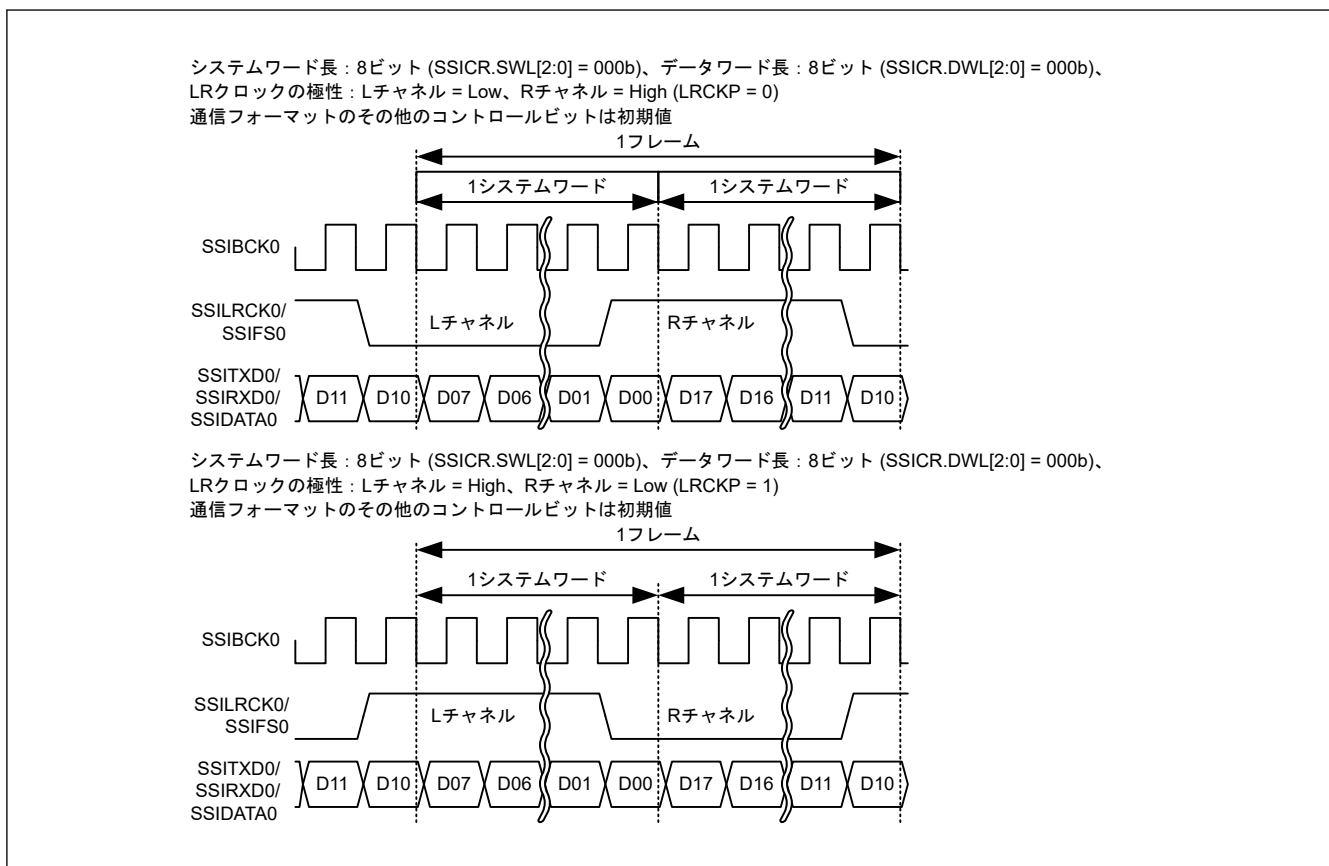 システムワード長：8ビット (SSICR.SWL[2:0] = 000b)、データワード長：8ビット (SSICR.DWL[2:0] = 000b)、
LRクロックの極性：Lチャネル = Low、Rチャネル = High (LRCKP = 0)
通信フォーマットのその他のコントロールビットは初期値
1フレーム
1システムワード 1システムワード
SSIBCK0
SSILRCK0/
SSIFS0
Lチャネル Rチャネル
SSITXD0/
SSIRXD0/
SSIDATA0
D11 D10 D07 D06 D01 D00 D17 D16 D11 D10
システムワード長：8ビット (SSICR.SWL[2:0] = 000b)、データワード長：8ビット (SSICR.DWL[2:0] = 000b)、
LRクロックの極性：Lチャネル = High、Rチャネル = Low (LRCKP = 1)
通信フォーマットのその他のコントロールビットは初期値
1フレーム
1システムワード 1システムワード
SSIBCK0
SSILRCK0/
SSIFS0
Lチャネル Rチャネル
SSITXD0/
SSIRXD0/
SSIDATA0
D11 D10 D07 D06 D01 D00 D17 D16 D11 D10